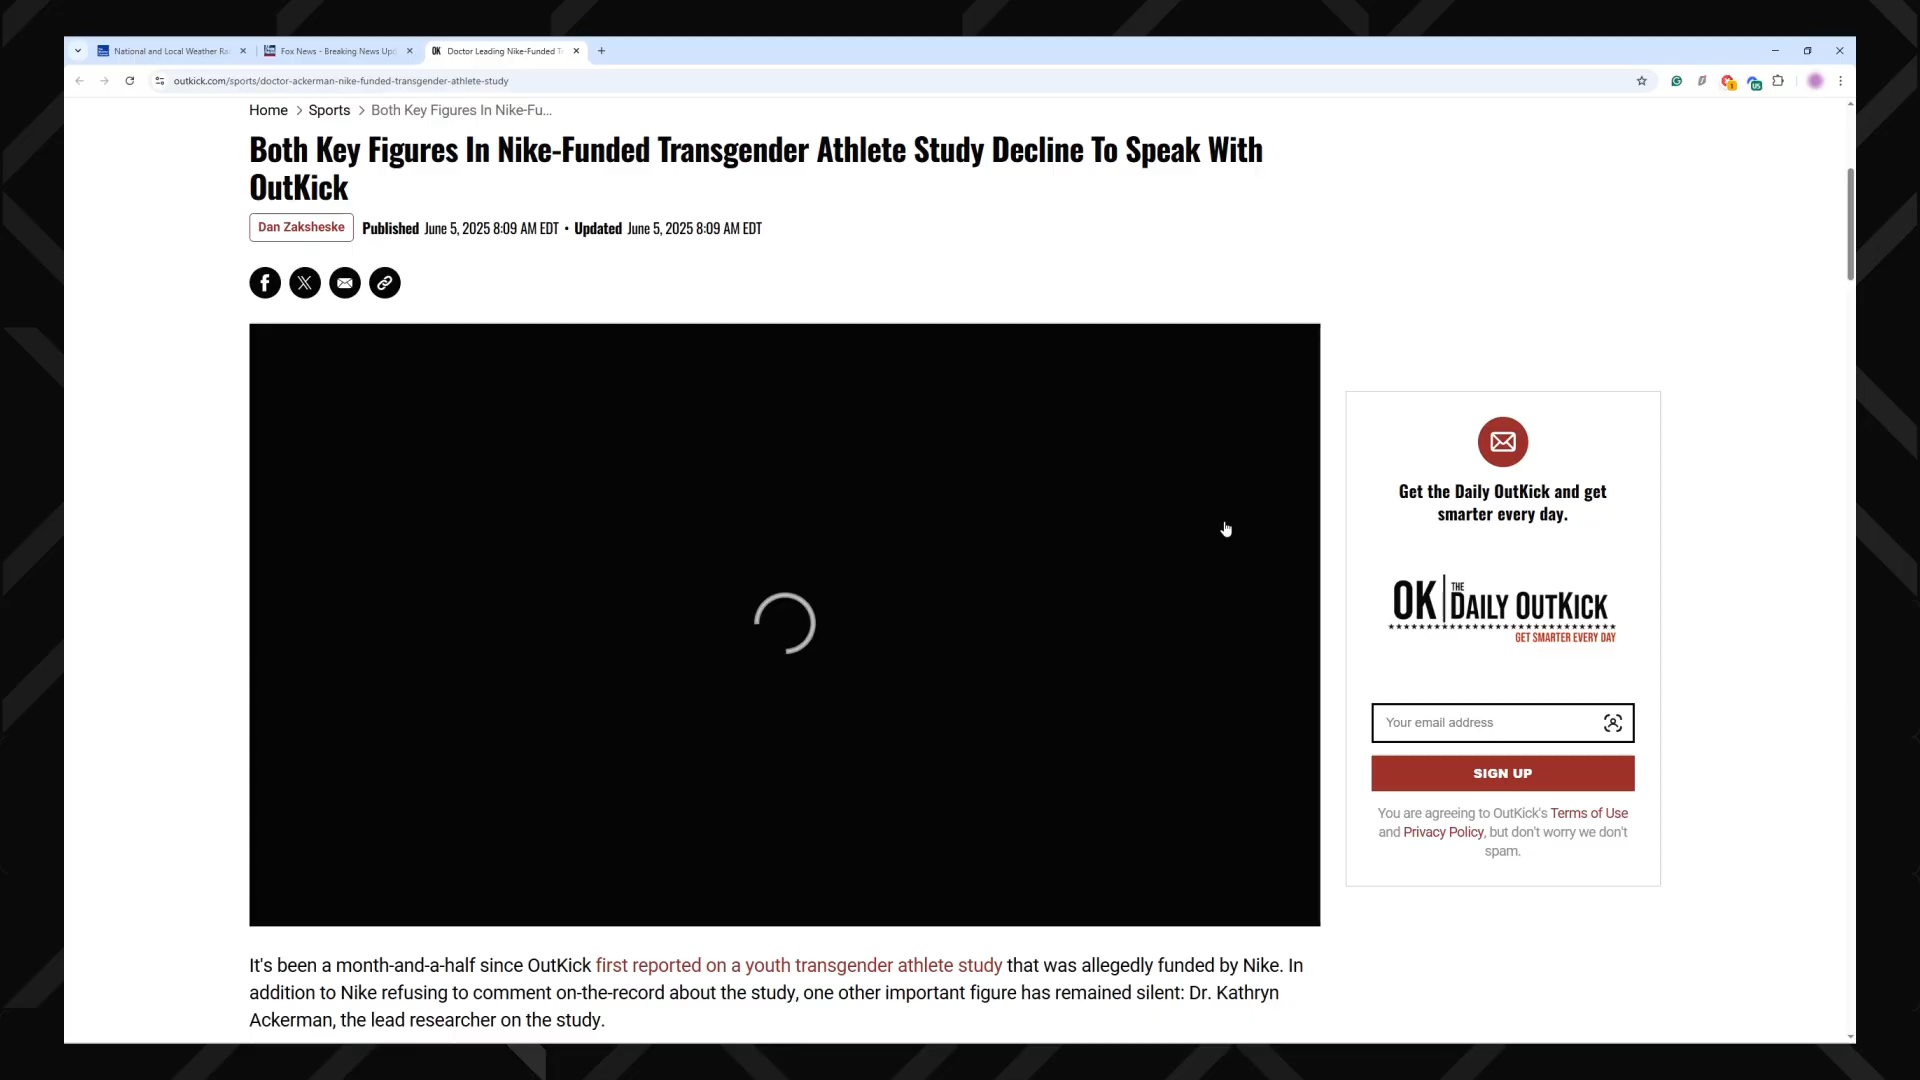 National and Local Weather Ra
Fox News - Breaking News Upd
OK Doctor Leading Nike-Funded T
outkick.com/sports/doctor-ackerman-nike-funded-transgender-athlete-study
Home > Sports > Both Key Figures In Nike-Fu...
Both Key Figures In Nike-Funded Transgender Athlete Study Decline To Speak With
OutKick
Dan Zaksheske Published June 5, 2025 8:09 AM EDT • Updated June 5, 2025 8:09 AM EDT
Get the Daily OutKick and get
smarter every day.
OK THE DAILY OUTKICK
GET SMARTER EVERY DAY
Your email address
SIGN UP
You are agreeing to OutKick's Terms of Use
and Privacy Policy, but don't worry we don't
spam.
It's been a month-and-a-half since OutKick first reported on a youth transgender athlete study that was allegedly funded by Nike. In
addition to Nike refusing to comment on-the-record about the study, one other important figure has remained silent: Dr. Kathryn
Ackerman, the lead researcher on the study.